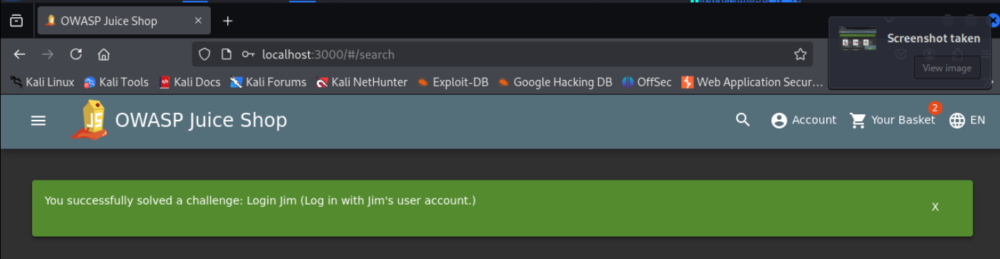 OWASP Juice Shop
Screenshot taken
localhost:3000/#/search
View image
Kali Linux Kali Tools Kali Docs Kali Forums Kali NetHunter Exploit-DB Google Hacking DB OffSec Web Application Secur…
JS OWASP Juice Shop Account Your Basket 2 EN
You successfully solved a challenge: Login Jim (Log in with Jim's user account.) X